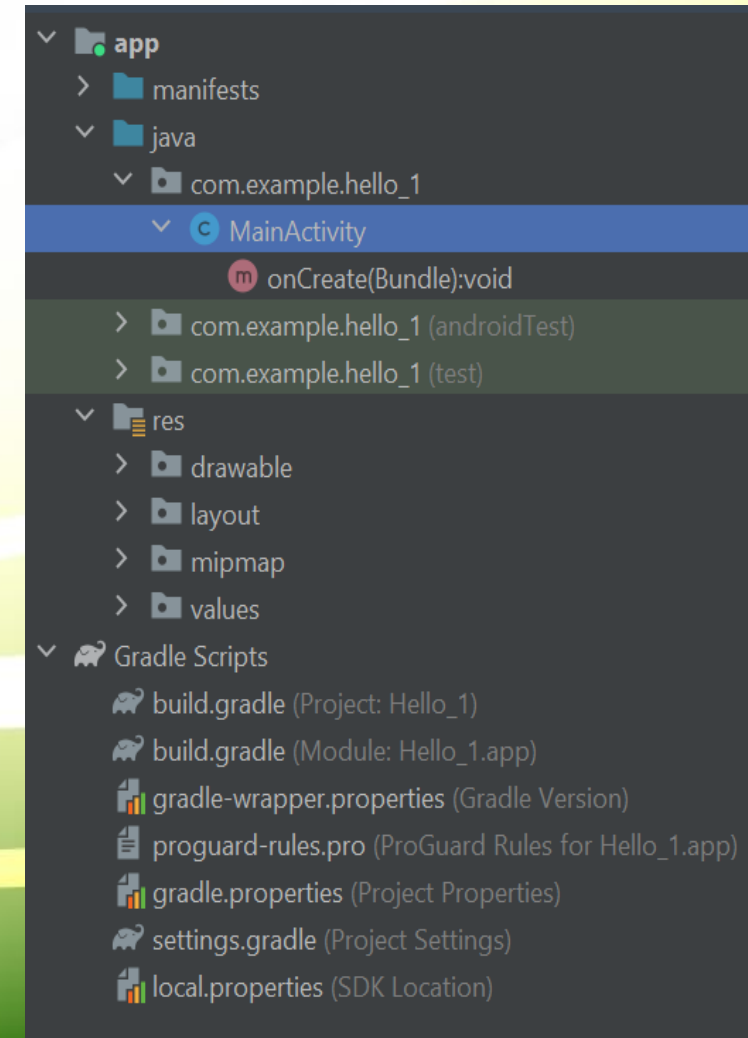 app
manifests
java
com.example.hello_1
C MainActivity
m onCreate(Bundle):void
com.example.hello_1 (androidTest)
com.example.hello_1 (test)
res
drawable
layout
mipmap
values
Gradle Scripts
build.gradle (Project: Hello_1)
build.gradle (Module: Hello_1.app)
gradle-wrapper.properties (Gradle Version)
proguard-rules.pro (ProGuard Rules for Hello_1.app)
gradle.properties (Project Properties)
settings.gradle (Project Settings)
local.properties (SDK Location)